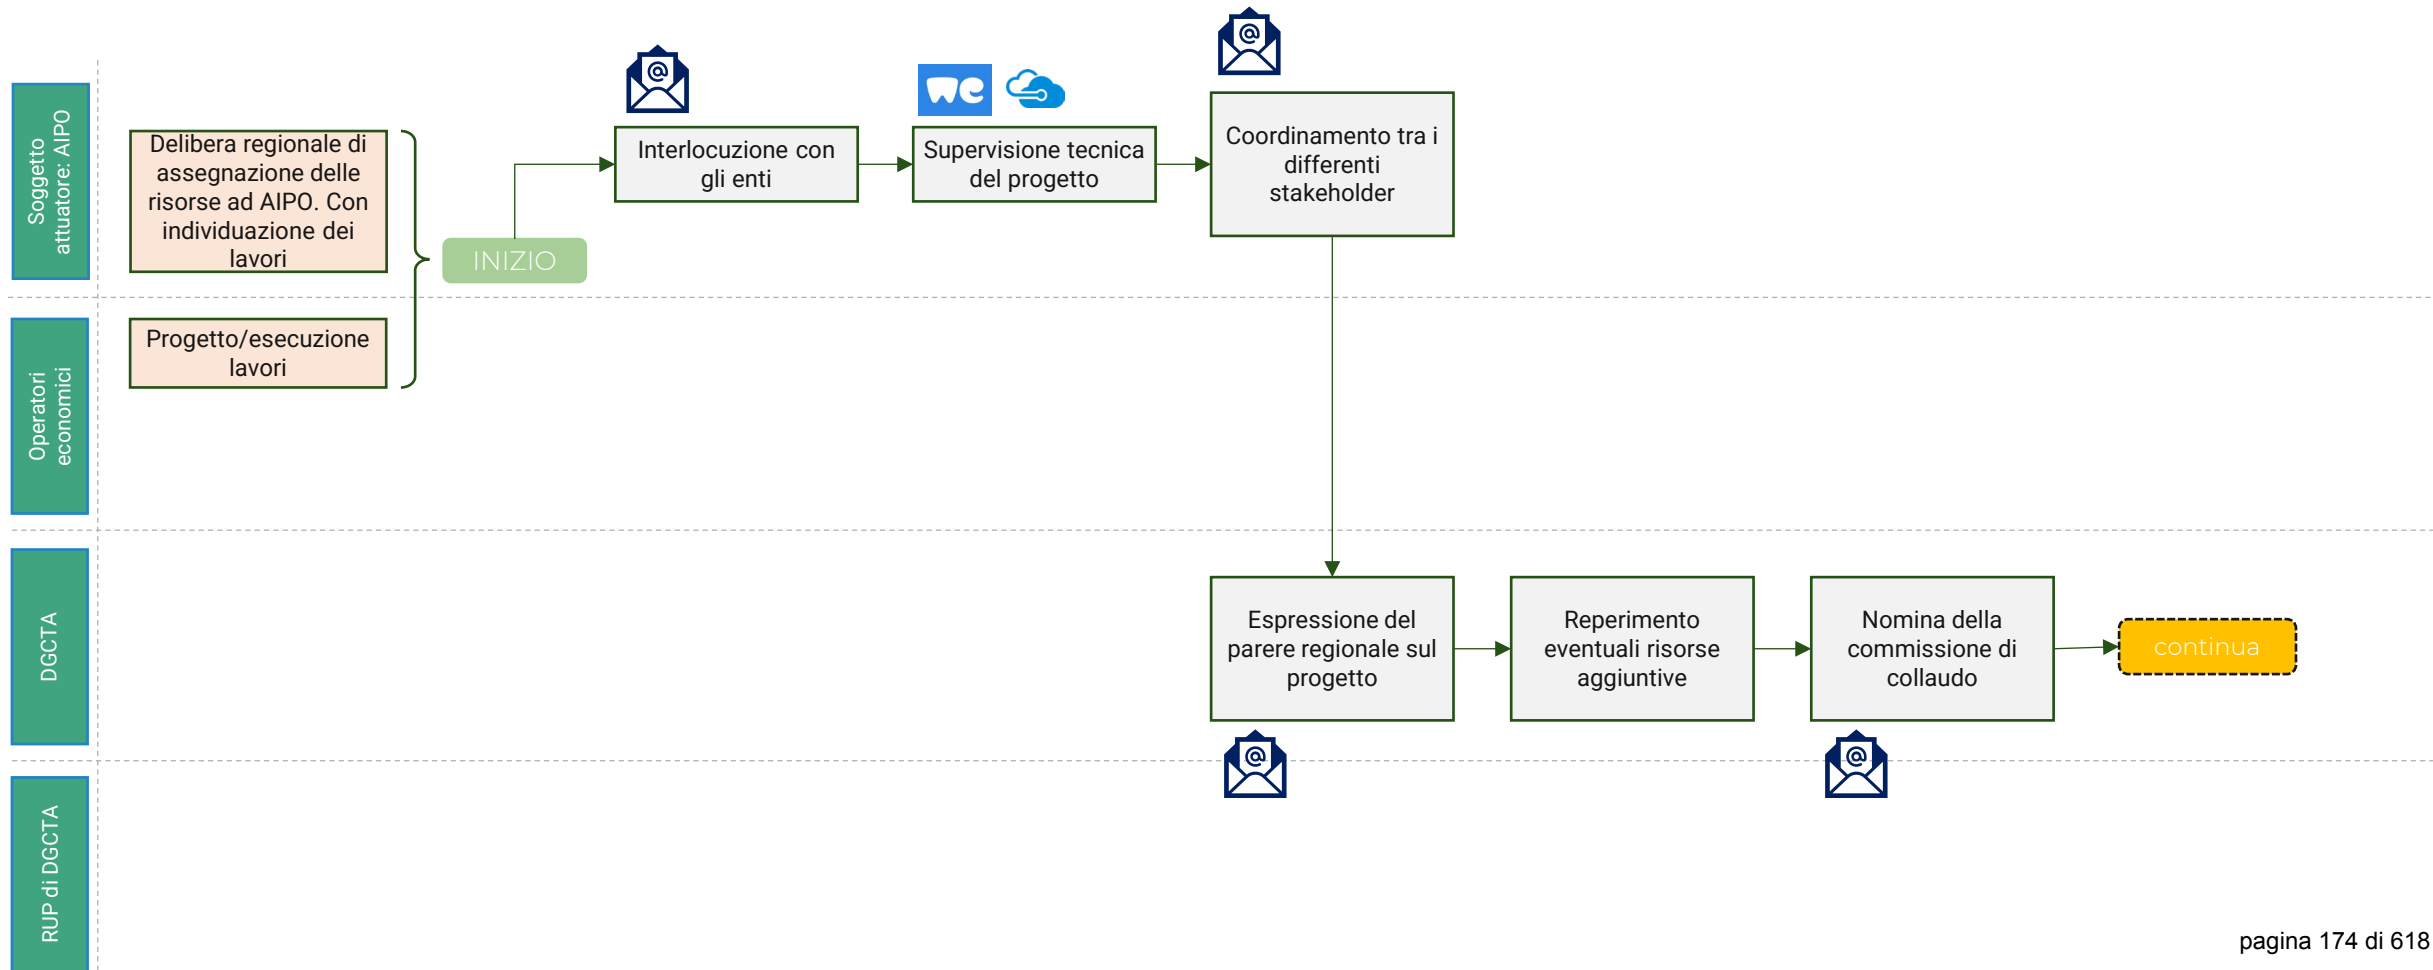 Soggetto
attuatore: AIPO
Delibera regionale di
assegnazione delle
risorse ad AIPO. Con
individuazione dei
lavori
INIZIO
@
Interlocuzione con
gli enti
we
Supervisione tecnica
del progetto
@
Coordinamento tra i
differenti
stakeholder
Operatori
economici
Progetto/esecuzione
lavori
DGCTA
Espressione del
parere regionale sul
progetto
@
Reperimento
eventuali risorse
aggiuntive
Nomina della
commissione di
collaudo
@
continua
RUP di DGCTA
pagina 174 di 618